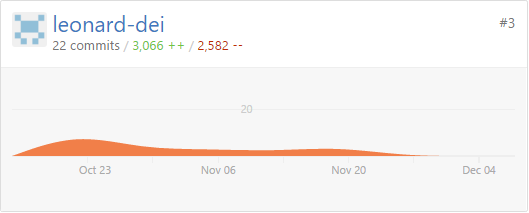 leonard-dei #3
22 commits / 3,066 ++ / 2,582 --
20
Oct 23 Nov 06 Nov 20 Dec 04